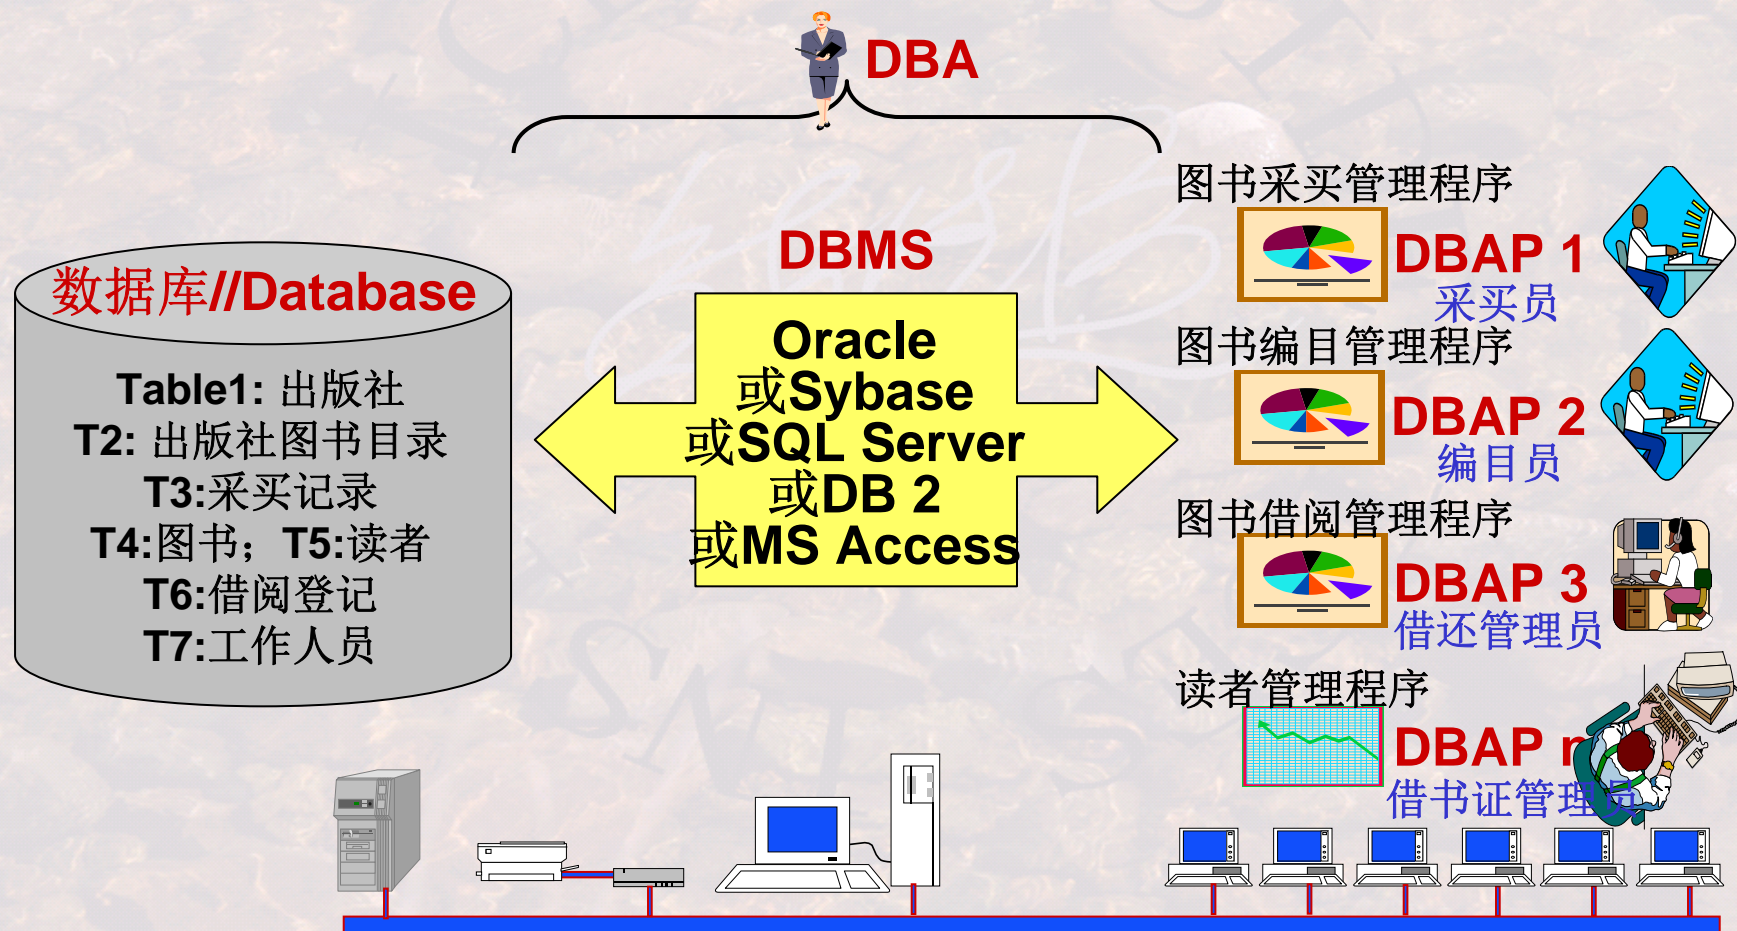 DBA
数据库//Database
Table1: 出版社
T2: 出版社图书目录
T3:采买记录
T4:图书；T5:读者
T6:借阅登记
T7:工作人员
DBMS
Oracle
或Sybase
或SQL Server
或DB 2
或MS Access
图书采买管理程序
DBAP 1
采买员
图书编目管理程序
DBAP 2
编目员
图书借阅管理程序
DBAP 3
借还管理员
读者管理程序
DBAP n
借书证管理员